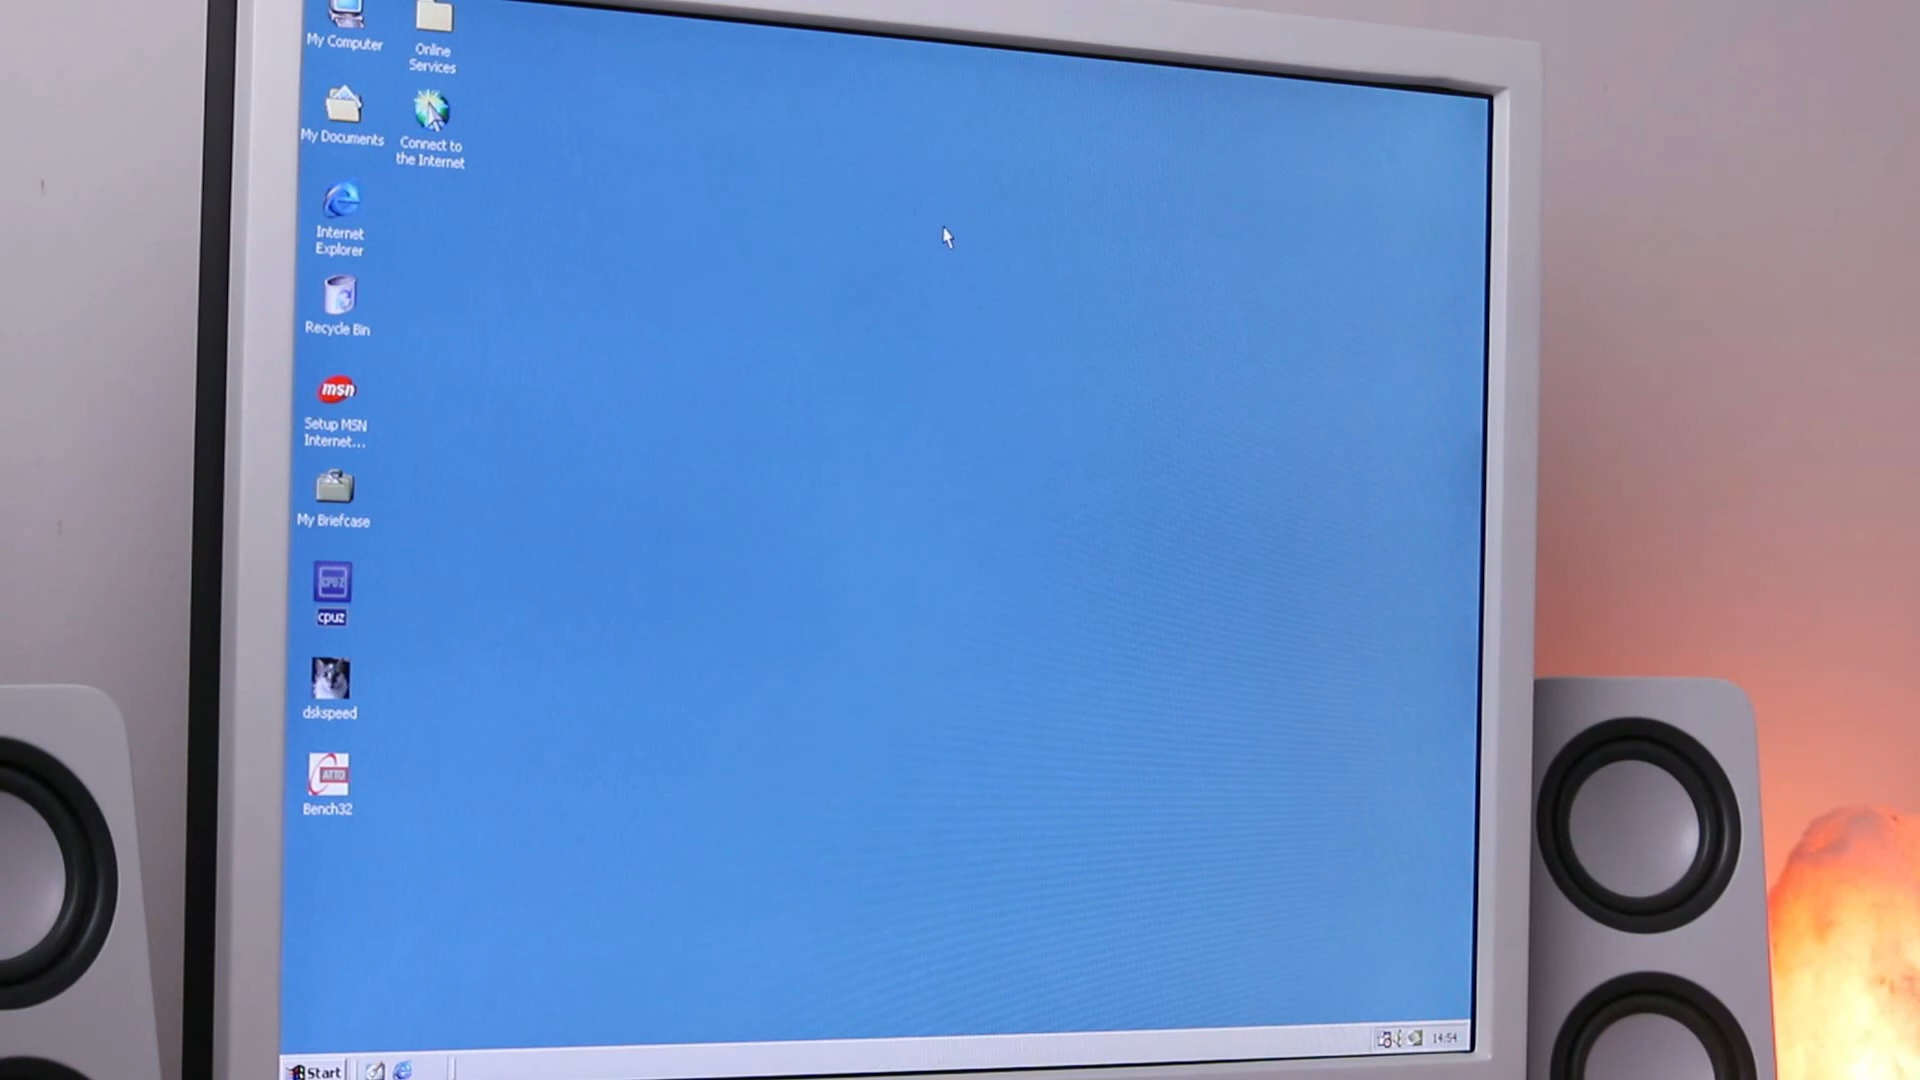 My Computer
Online
Services
My Documents
Connect to
the Internet
Internet
Explorer
Recycle Bin
msn
Setup MSN
Internet...
My Briefcase
CPU-Z
cpuz
dskspeed
ATTO
Bench32
Start
14:54